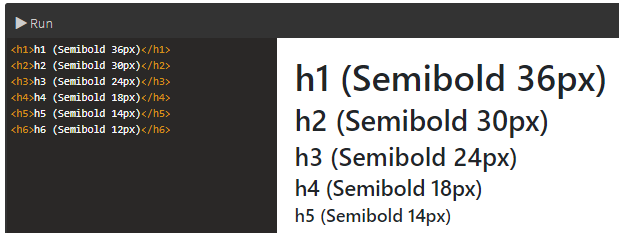 Run
<h1>h1 (Semibold 36px)</h1>
<h2>h2 (Semibold 30px)</h2>
<h3>h3 (Semibold 24px)</h3>
<h4>h4 (Semibold 18px)</h4>
<h5>h5 (Semibold 14px)</h5>
<h6>h6 (Semibold 12px)</h6>
h1 (Semibold 36px)
h2 (Semibold 30px)
h3 (Semibold 24px)
h4 (Semibold 18px)
h5 (Semibold 14px)